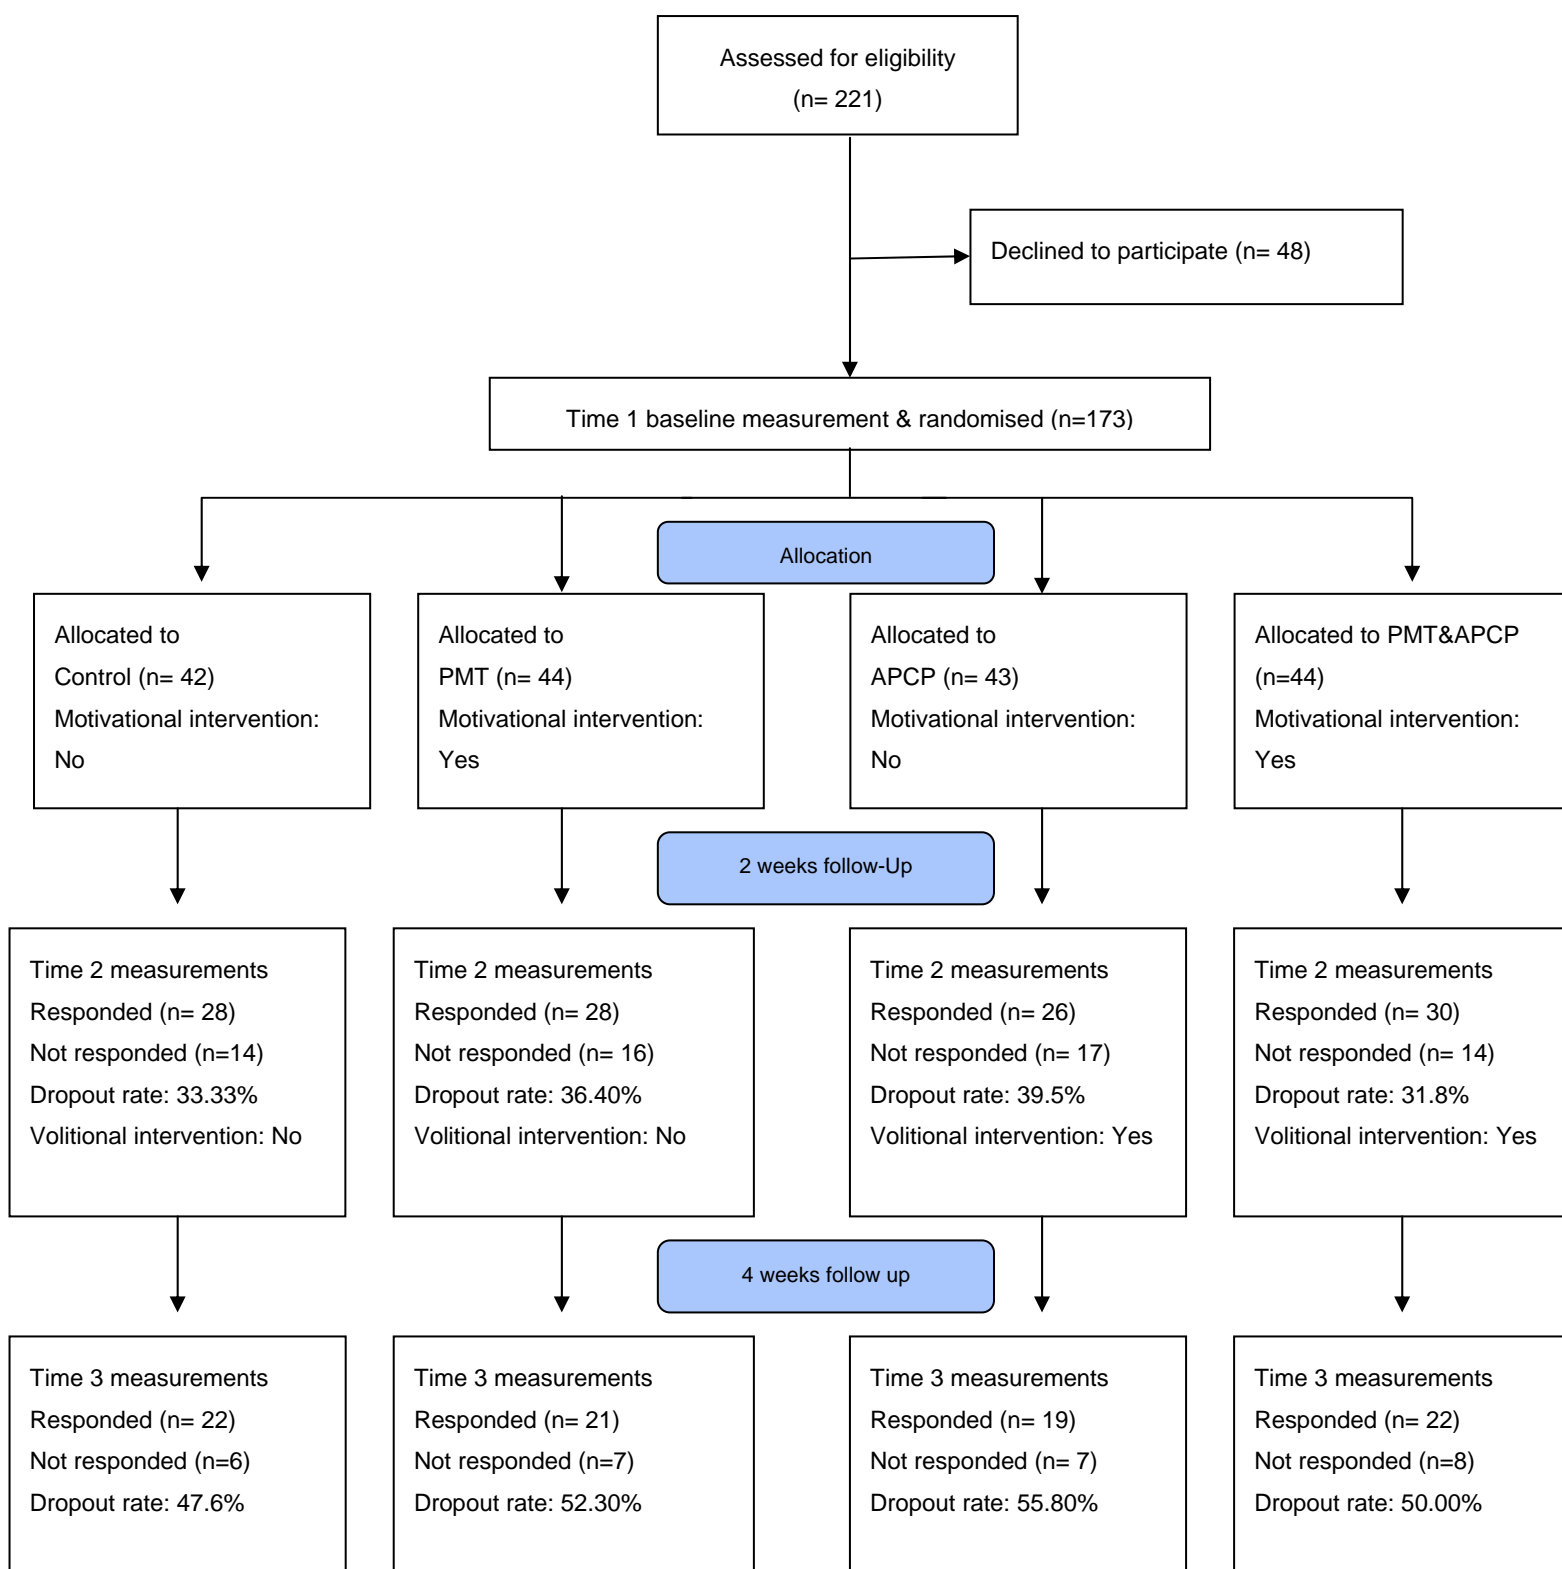 Assessed for eligibility
(n= 221)
Declined to participate (n= 48)
Time 1 baseline measurement & randomised (n=173)
Allocation
Allocated to
Control (n= 42)
Motivational intervention:
No
Allocated to
PMT (n= 44)
Motivational intervention:
Yes
Allocated to
APCP (n= 43)
Motivational intervention:
No
Allocated to PMT&APCP
(n=44)
Motivational intervention:
Yes
2 weeks follow-Up
Time 2 measurements
Responded (n= 28)
Not responded (n=14)
Dropout rate: 33.33%
Volitional intervention: No
Time 2 measurements
Responded (n= 28)
Not responded (n= 16)
Dropout rate: 36.40%
Volitional intervention: No
Time 2 measurements
Responded (n= 26)
Not responded (n= 17)
Dropout rate: 39.5%
Volitional intervention: Yes
Time 2 measurements
Responded (n= 30)
Not responded (n= 14)
Dropout rate: 31.8%
Volitional intervention: Yes
4 weeks follow up
Time 3 measurements
Responded (n= 22)
Not responded (n=6)
Dropout rate: 47.6%
Time 3 measurements
Responded (n= 21)
Not responded (n=7)
Dropout rate: 52.30%
Time 3 measurements
Responded (n= 19)
Not responded (n= 7)
Dropout rate: 55.80%
Time 3 measurements
Responded (n= 22)
Not responded (n=8)
Dropout rate: 50.00%